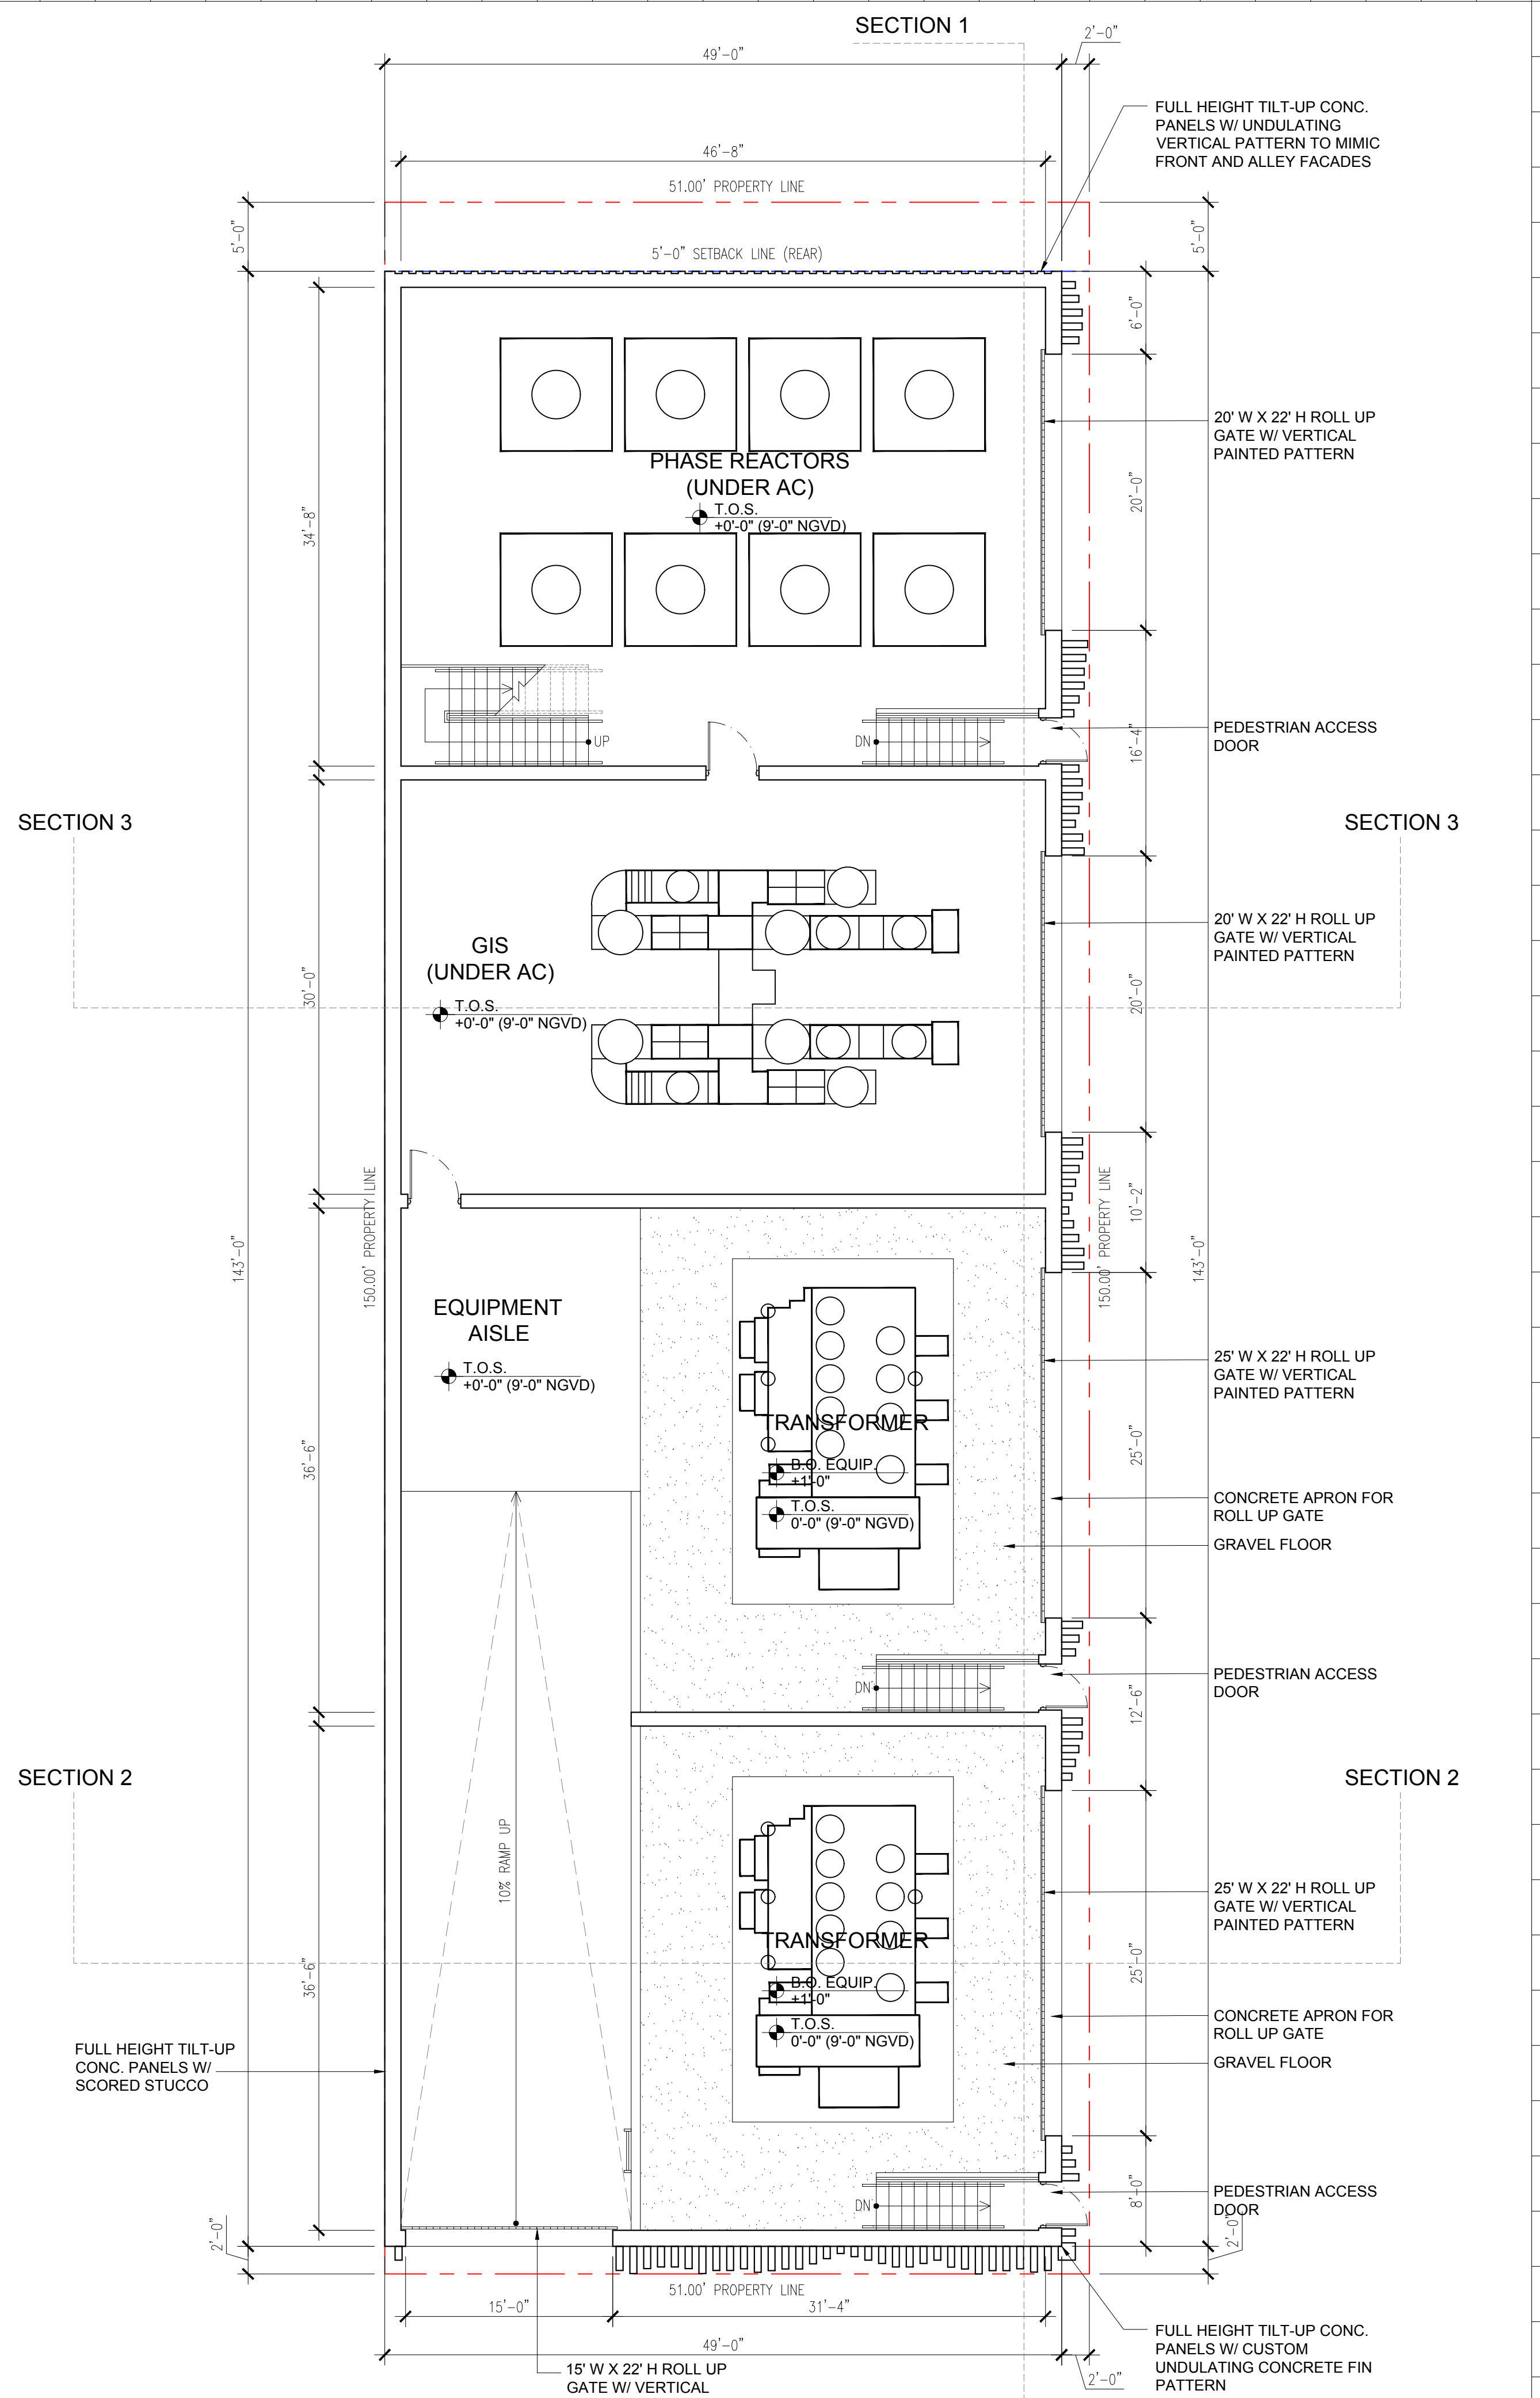 SECTION 1
2'-0"
49'-0"
FULL HEIGHT TILT-UP CONC.
PANELS W/ UNDULATING
VERTICAL PATTERN TO MIMIC
FRONT AND ALLEY FACADES
46'-8"
51.00' PROPERTY LINE
5'-0"
5'-0"
5'-0" SETBACK LINE (REAR)
6'-0"
20' W X 22' H ROLL UP
GATE W/ VERTICAL
PAINTED PATTERN
PHASE REACTORS
(UNDER AC)
T.O.S.
+0'-0" (9'-0" NGVD)
20'-0"
34'-8"
UP
DN
PEDESTRIAN ACCESS
DOOR
16'-4"
SECTION 3
SECTION 3
20' W X 22' H ROLL UP
GATE W/ VERTICAL
PAINTED PATTERN
GIS
(UNDER AC)
T.O.S.
+0'-0" (9'-0" NGVD)
30'-0"
20'-0"
150.00' PROPERTY LINE
150.00' PROPERTY LINE
10'-2"
143'-0"
143'-0"
EQUIPMENT
AISLE
T.O.S.
+0'-0" (9'-0" NGVD)
25' W X 22' H ROLL UP
GATE W/ VERTICAL
PAINTED PATTERN
TRANSFORMER
B.O. EQUIP.
+1'-0"
T.O.S.
0'-0" (9'-0" NGVD)
36'-6"
25'-0"
CONCRETE APRON FOR
ROLL UP GATE
GRAVEL FLOOR
DN
PEDESTRIAN ACCESS
DOOR
12'-6"
SECTION 2
SECTION 2
10% RAMP UP
25' W X 22' H ROLL UP
GATE W/ VERTICAL
PAINTED PATTERN
TRANSFORMER
B.O. EQUIP.
+1'-0"
T.O.S.
0'-0" (9'-0" NGVD)
36'-6"
25'-0"
CONCRETE APRON FOR
ROLL UP GATE
GRAVEL FLOOR
FULL HEIGHT TILT-UP
CONC. PANELS W/
SCORED STUCCO
DN
PEDESTRIAN ACCESS
DOOR
8'-0"
2'-0"
2'-0"
51.00' PROPERTY LINE
15'-0"
31'-4"
49'-0"
2'-0"
15' W X 22' H ROLL UP
GATE W/ VERTICAL
FULL HEIGHT TILT-UP CONC.
PANELS W/ CUSTOM
UNDULATING CONCRETE FIN
PATTERN